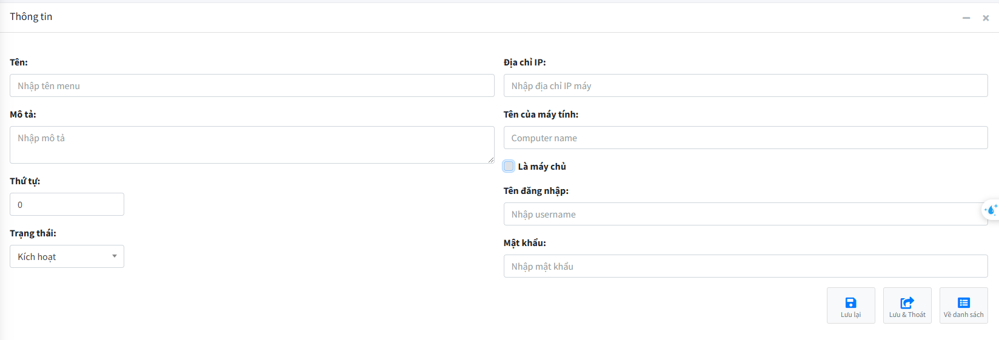 Thông tin
Tên:
Nhập tên menu
Mô tả:
Nhập mô tả
Thứ tự:
0
Trạng thái:
Kích hoạt
Địa chỉ IP:
Nhập địa chỉ IP máy
Tên của máy tính:
Computer name
Là máy chủ
Tên đăng nhập:
Nhập username
Mật khẩu:
Nhập mật khẩu
Lưu lại
Lưu & Thoát
Về danh sách